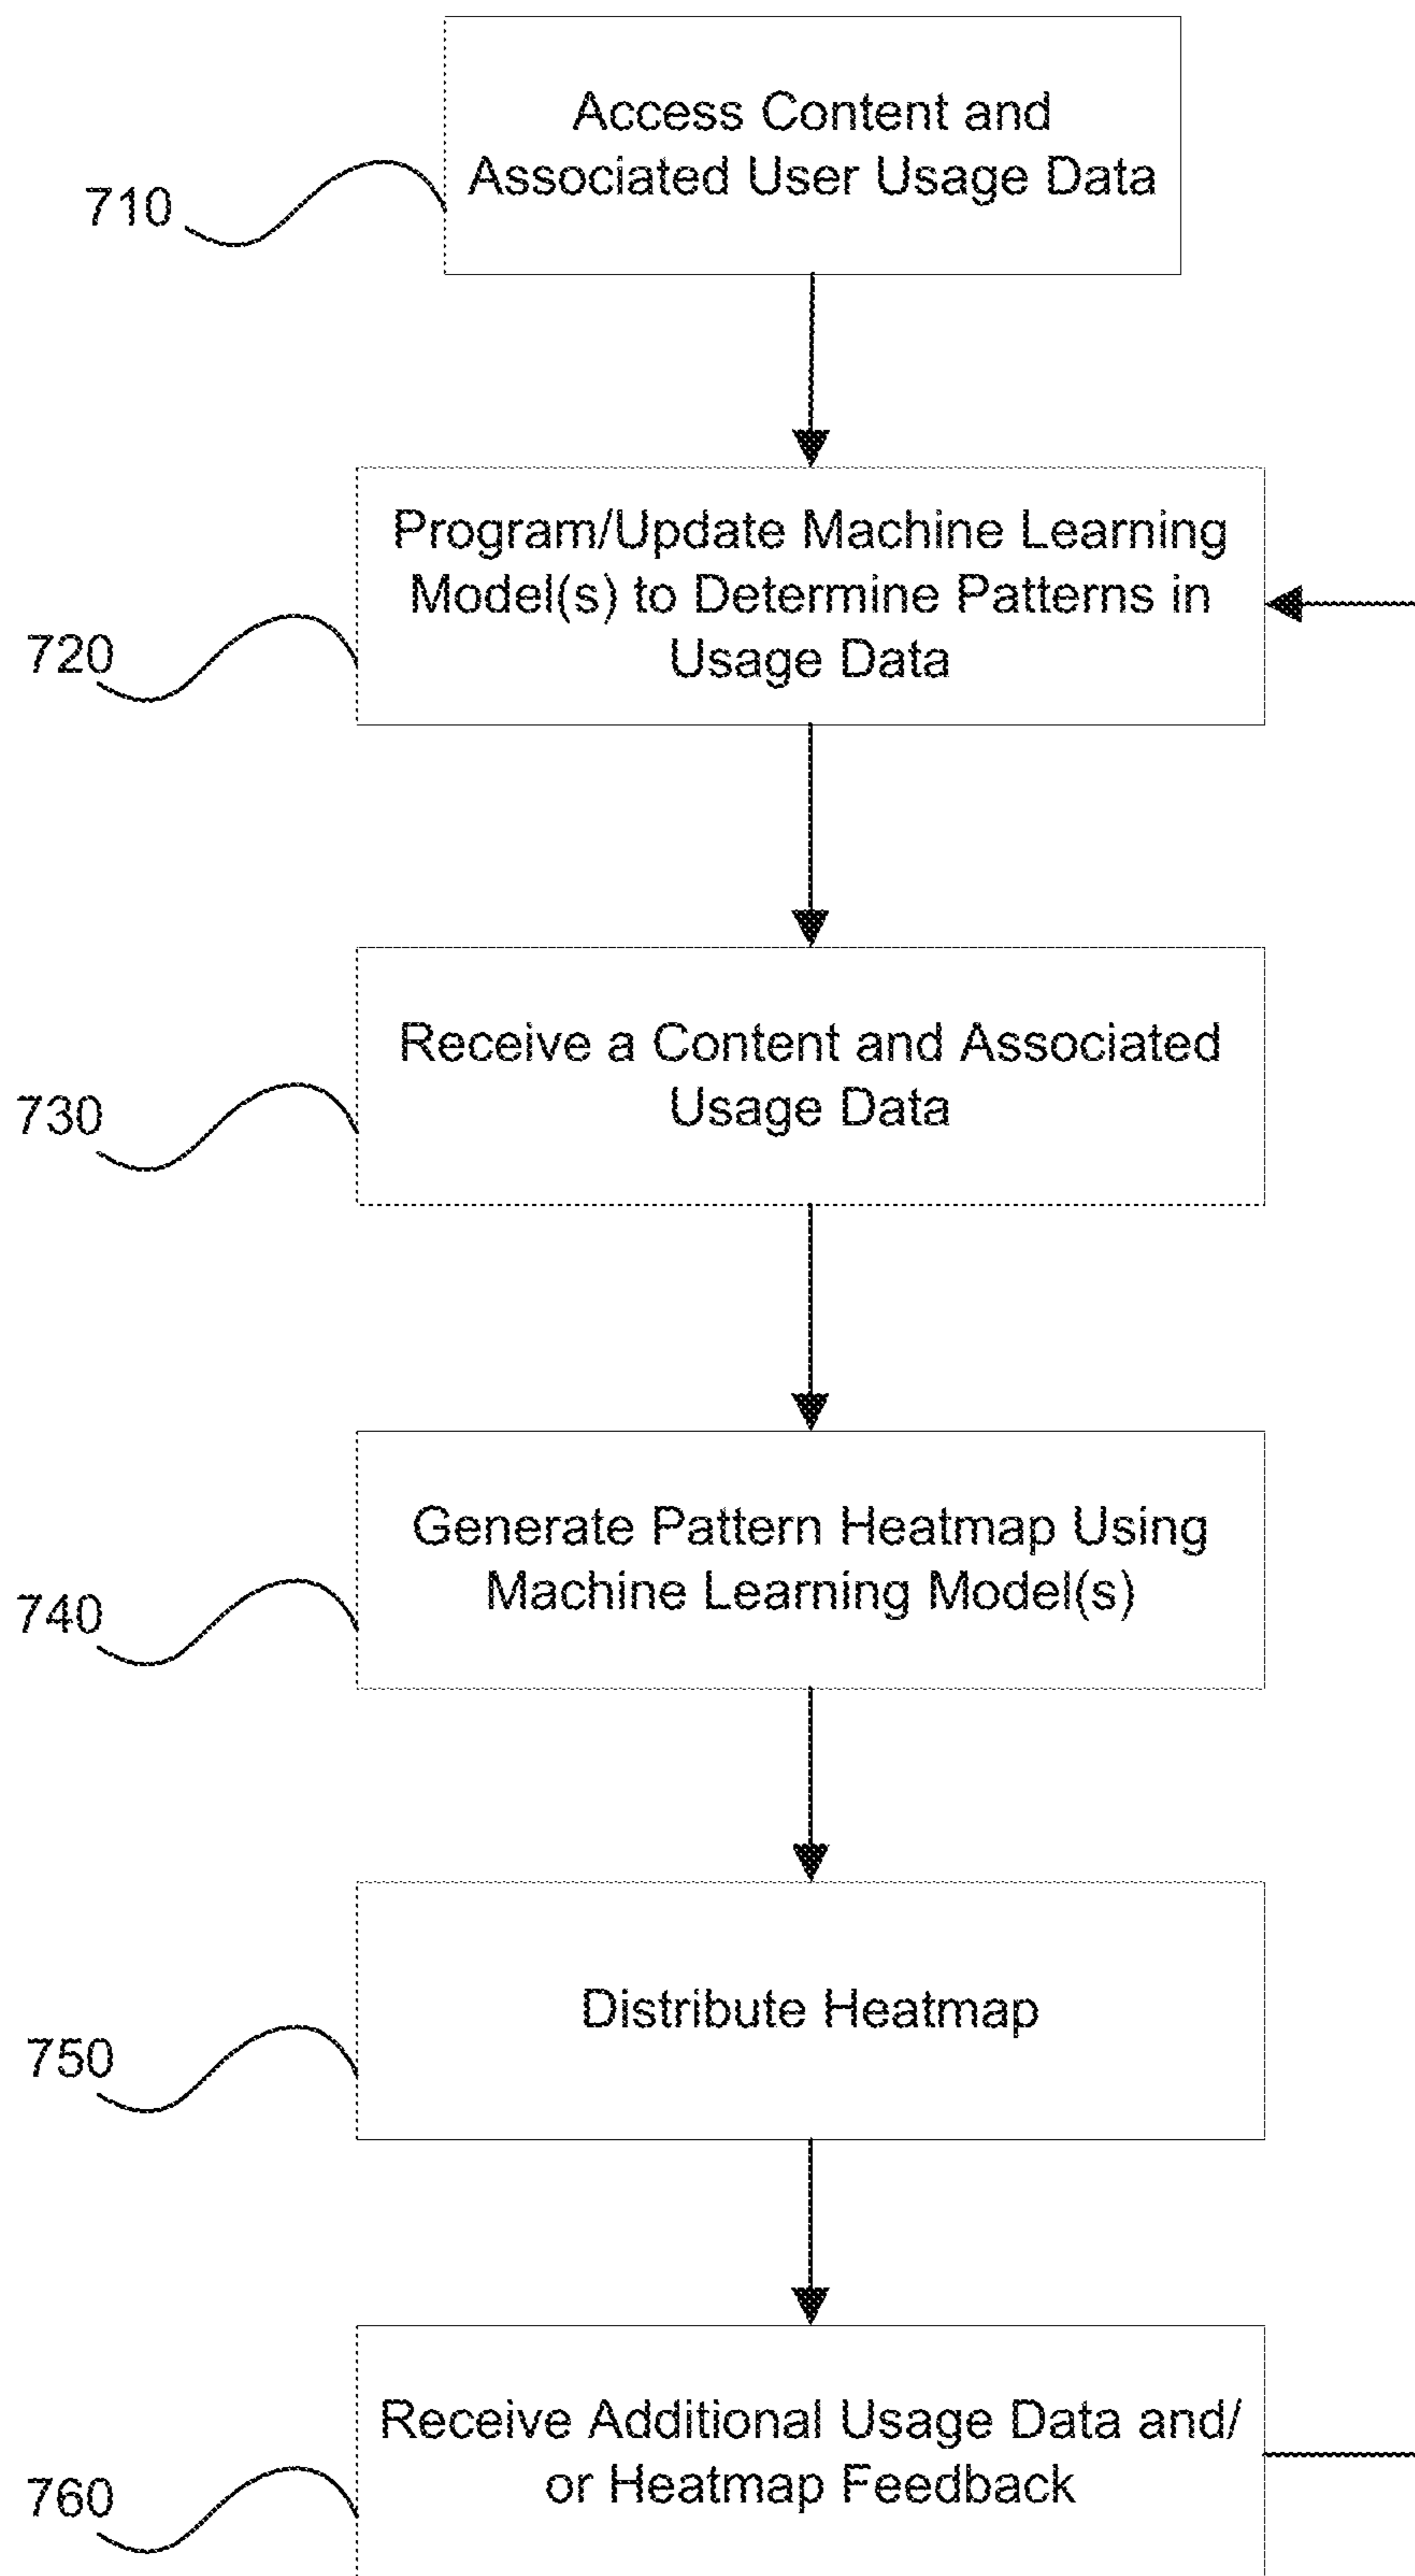 Access Content and
Associated User Usage Data
710
Program/Update Machine Learning
Model(s) to Determine Patterns in
Usage Data
720
Receive a Content and Associated
Usage Data
730
Generate Pattern Heatmap Using
Machine Learning Model(s)
740
Distribute Heatmap
750
Receive Additional Usage Data and/
or Heatmap Feedback
760